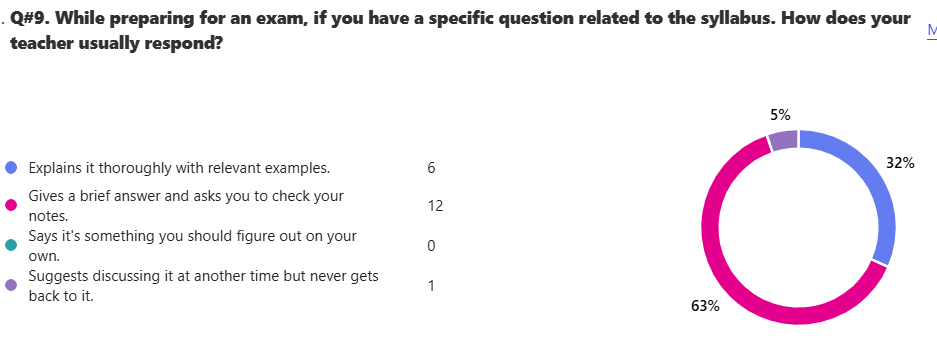 . Q#9. While preparing for an exam, if you have a specific question related to the syllabus. How does your
teacher usually respond?
5%
Explains it thoroughly with relevant examples.
6
32%
Gives a brief answer and asks you to check your
notes.
12
Says it's something you should figure out on your
own.
0
Suggests discussing it at another time but never gets
back to it.
1
63%